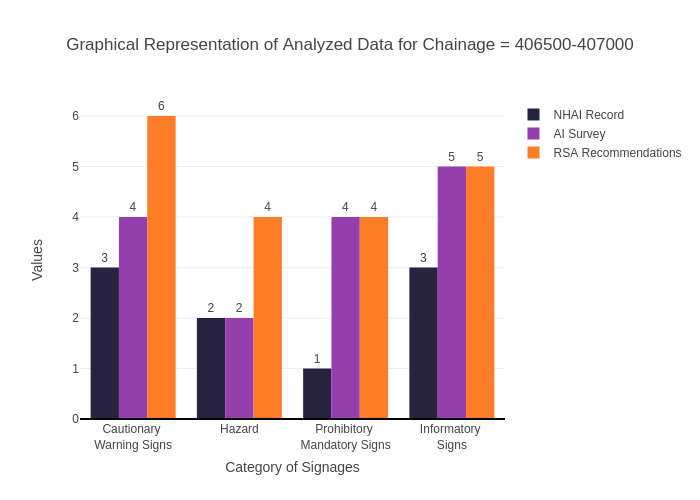 Graphical Representation of Analyzed Data for Chainage = 406500-407000
NHAI Record
AI Survey
RSA Recommendations
Values
6
5
4
3
2
1
0
3
4
6
2
2
4
1
4
4
3
5
5
Cautionary
Warning Signs
Hazard
Prohibitory
Mandatory Signs
Informatory
Signs
Category of Signages